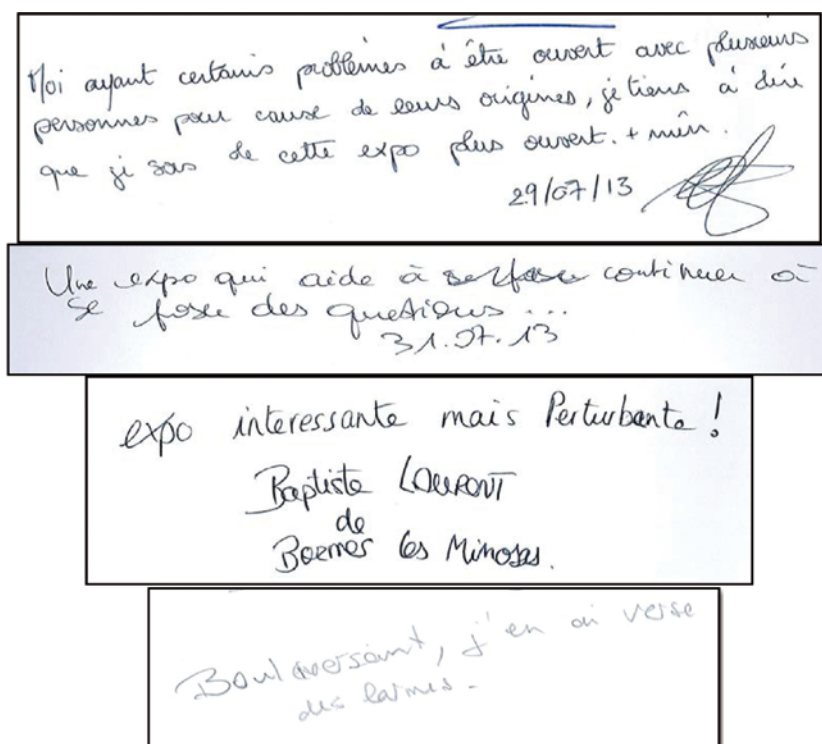 Moi ayant certains problèmes à être ouvert avec plusieurs
personnes pour cause de leurs origines, je tiens à dire
que je sors de cette expo plus ouvert. +
29/07/13
Une expo qui aide à continuer à
se poser des questions...
31.07.13
expo interessante mais Perturbante !
Baptiste
de
Bormes les Mimosas.
Bouleversant, j'en ai versé
des larmes.